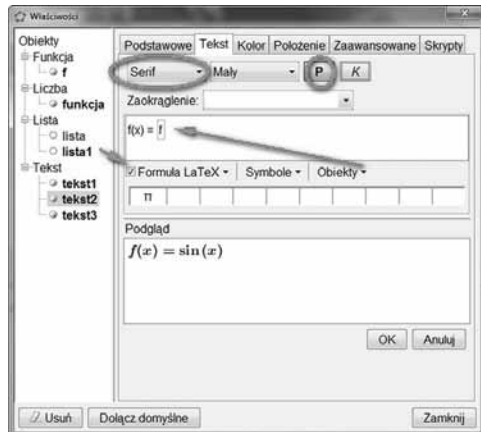 Właściwości
Obiekty
Funkcja
f
Liczba
funkcja
Lista
lista
lista1
Tekst
tekst1
tekst2
tekst3
Podstawowe Tekst Kolor Położenie Zaawansowane Skrypty
Serif Mały P K
Zaokrąglenie:
f(x) = f
Formuła LaTeX Symbole Obiekty
π
Podgląd
f(x) = sin (x)
OK Anuluj
Usuń Dołącz domyślne Zamknij